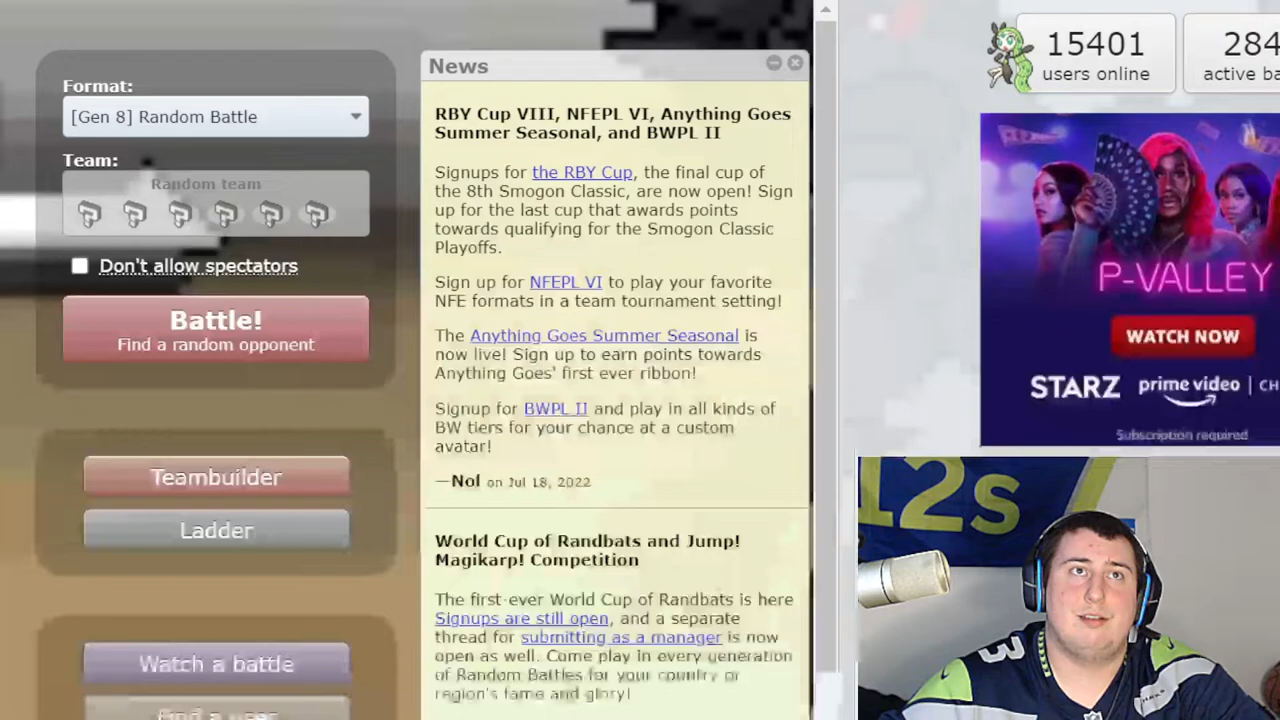 Format:
[Gen 8] Random Battle
Team:
Random team
Don't allow spectators
Battle!
Find a random opponent
Teambuilder
Ladder
Watch a battle
Find a user
News
RBY Cup VIII, NFEPL VI, Anything Goes
Summer Seasonal, and BWPL II
Signups for the RBY Cup, the final cup of
the 8th Smogon Classic, are now open! Sign
up for the last cup that awards points
towards qualifying for the Smogon Classic
Playoffs.
Sign up for NFEPL VI to play your favorite
NFE formats in a team tournament setting!
The Anything Goes Summer Seasonal is
now live! Sign up to earn points towards
Anything Goes' first ever ribbon!
Signup for BWPL II and play in all kinds of
BW tiers for your chance at a custom
avatar!
—Nol on Jul 18, 2022
World Cup of Randbats and Jump!
Magikarp! Competition
The first-ever World Cup of Randbats is here
Signups are still open, and a separate
thread for submitting as a manager is now
open as well. Come play in every generation
of Random Battles for your country or
region's fame and glory!
15401
users online
284
active ba
P-VALLEY
WATCH NOW
STARZ prime video | CH
Subscription required
12s
3